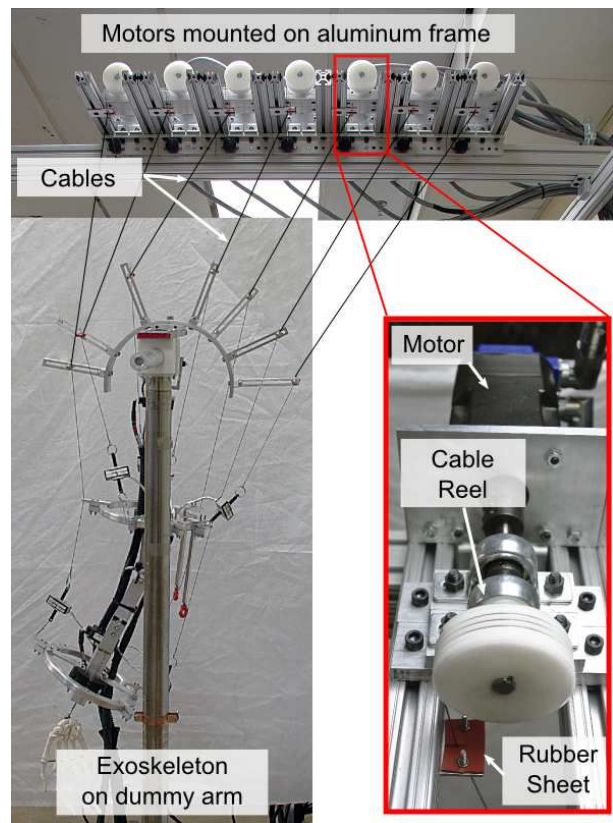 Motors mounted on aluminum frame
Cables
Motor
Cable
Reel
Rubber
Sheet
Exoskeleton
on dummy arm